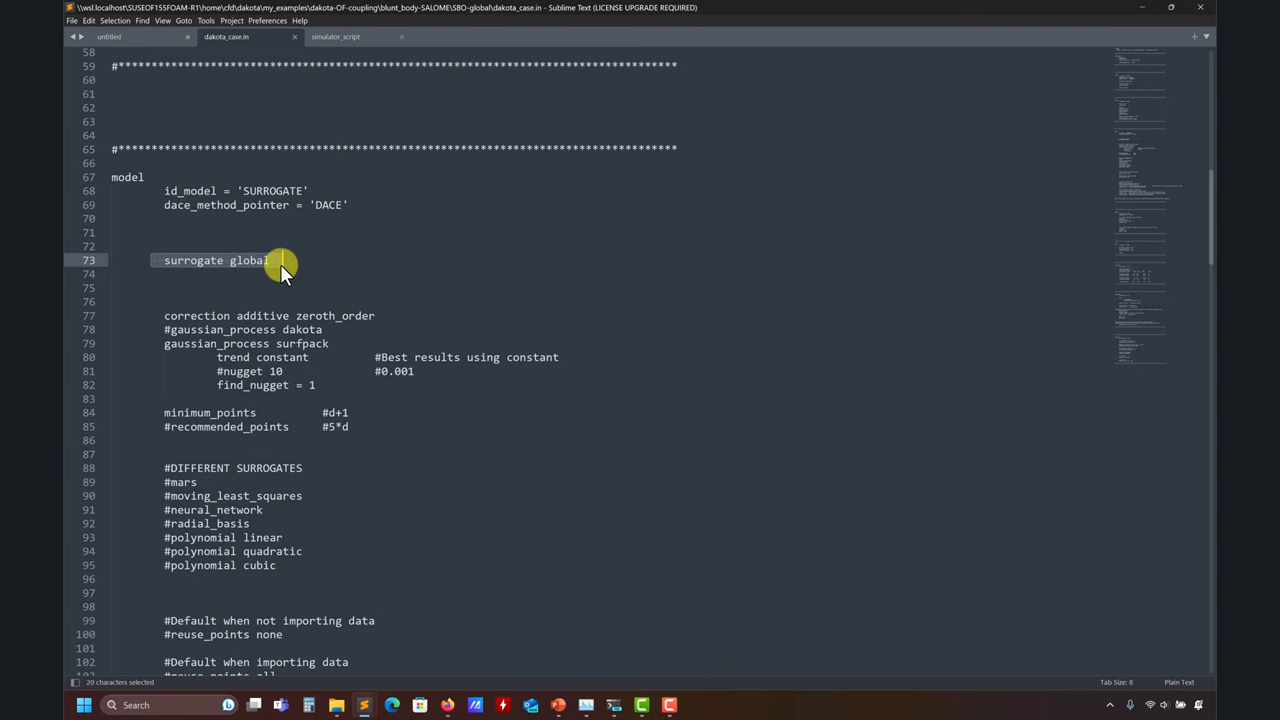 \\wsl.localhost\SUSEOF155FOAM-R1\home\cfd\dakota\my_examples\dakota-OF-coupling\blunt_body-SALOME\SBO-global\dakota_case.in - Sublime Text (LICENSE UPGRADE REQUIRED)
File Edit Selection Find View Goto Tools Project Preferences Help
untitled dakota_case.in simulator_script
58
59 #*************************************************************************************
60
61
62
63
64
65 #*************************************************************************************
66
67 model
68 id_model = 'SURROGATE'
69 dace_method_pointer = 'DACE'
70
71
72
73 surrogate global
74
75
76
77 correction additive zeroth_order
78 #gaussian_process dakota
79 gaussian_process surfpack
80 trend constant #Best results using constant
81 #nugget 10 #0.001
82 find_nugget = 1
83
84 minimum_points #d+1
85 #recommended_points #5*d
86
87
88 #DIFFERENT SURROGATES
89 #mars
90 #moving_least_squares
91 #neural_network
92 #radial_basis
93 #polynomial linear
94 #polynomial quadratic
95 #polynomial cubic
96
97
98
99 #Default when not importing data
100 #reuse_points none
101
102 #Default when importing data
#reuse_points all
20 characters selected Tab Size: 8 Plain Text
Search